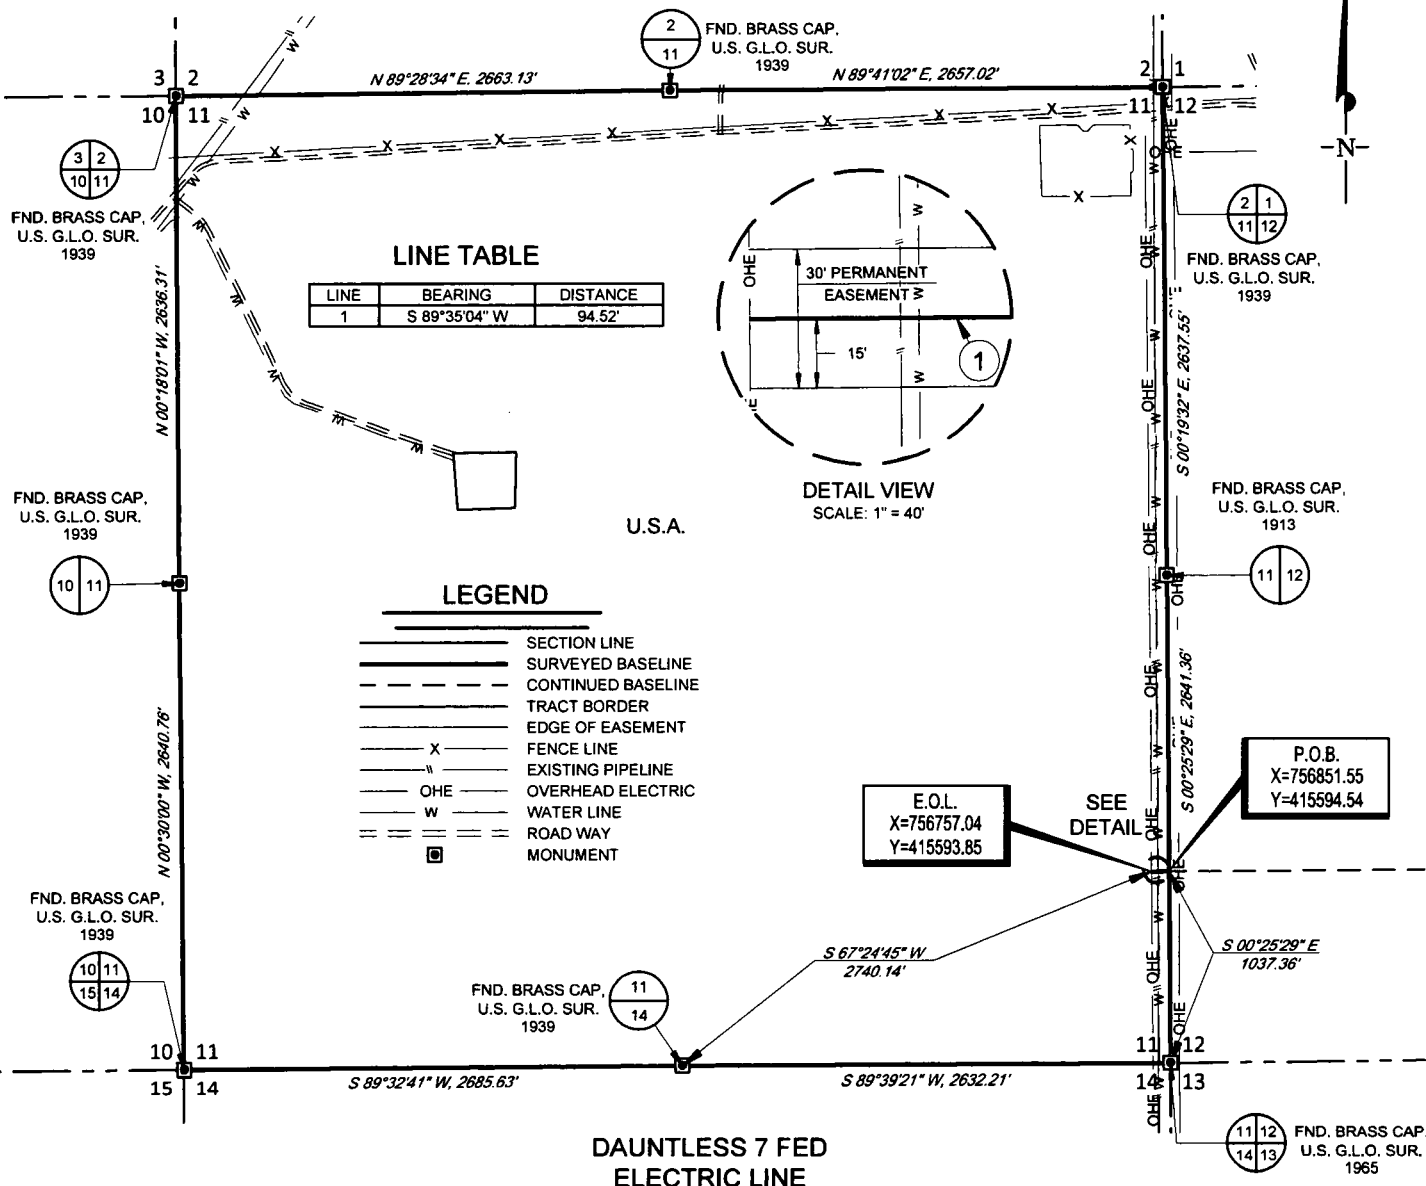 2
11
FND. BRASS CAP,
U.S. G.L.O. SUR.
1939
N 89°28'34" E, 2663.13'
N 89°41'02" E, 2657.02'
3 2
10 11
2 1
11 12
3 2
10 11
FND. BRASS CAP,
U.S. G.L.O. SUR.
1939
2 1
11 12
FND. BRASS CAP,
U.S. G.L.O. SUR.
1939
-N-
LINE TABLE
LINE BEARING DISTANCE
1 S 89°35'04" W 94.52'
30' PERMANENT
EASEMENT
15'
1
OHE
W
DETAIL VIEW
SCALE: 1" = 40'
N 00°18'01" W, 2636.31'
S 00°19'32" E, 2637.55'
FND. BRASS CAP,
U.S. G.L.O. SUR.
1939
10 11
U.S.A.
FND. BRASS CAP,
U.S. G.L.O. SUR.
1913
11 12
LEGEND
SECTION LINE
SURVEYED BASELINE
CONTINUED BASELINE
TRACT BORDER
EDGE OF EASEMENT
X FENCE LINE
\\ EXISTING PIPELINE
OHE OVERHEAD ELECTRIC
W WATER LINE
ROAD WAY
MONUMENT
N 00°30'00" W, 2640.76'
S 00°25'29" E, 2641.36'
P.O.B.
X=756851.55
Y=415594.54
E.O.L.
X=756757.04
Y=415593.85
SEE
DETAIL
FND. BRASS CAP,
U.S. G.L.O. SUR.
1939
10 11
15 14
S 67°24'45" W
2740.14'
S 00°25'29" E
1037.36'
FND. BRASS CAP,
U.S. G.L.O. SUR.
1939
11
14
10 11
15 14
11 12
14 13
S 89°32'41" W, 2685.63'
S 89°39'21" W, 2632.21'
11 12
14 13
FND. BRASS CAP,
U.S. G.L.O. SUR.
1965
DAUNTLESS 7 FED
ELECTRIC LINE